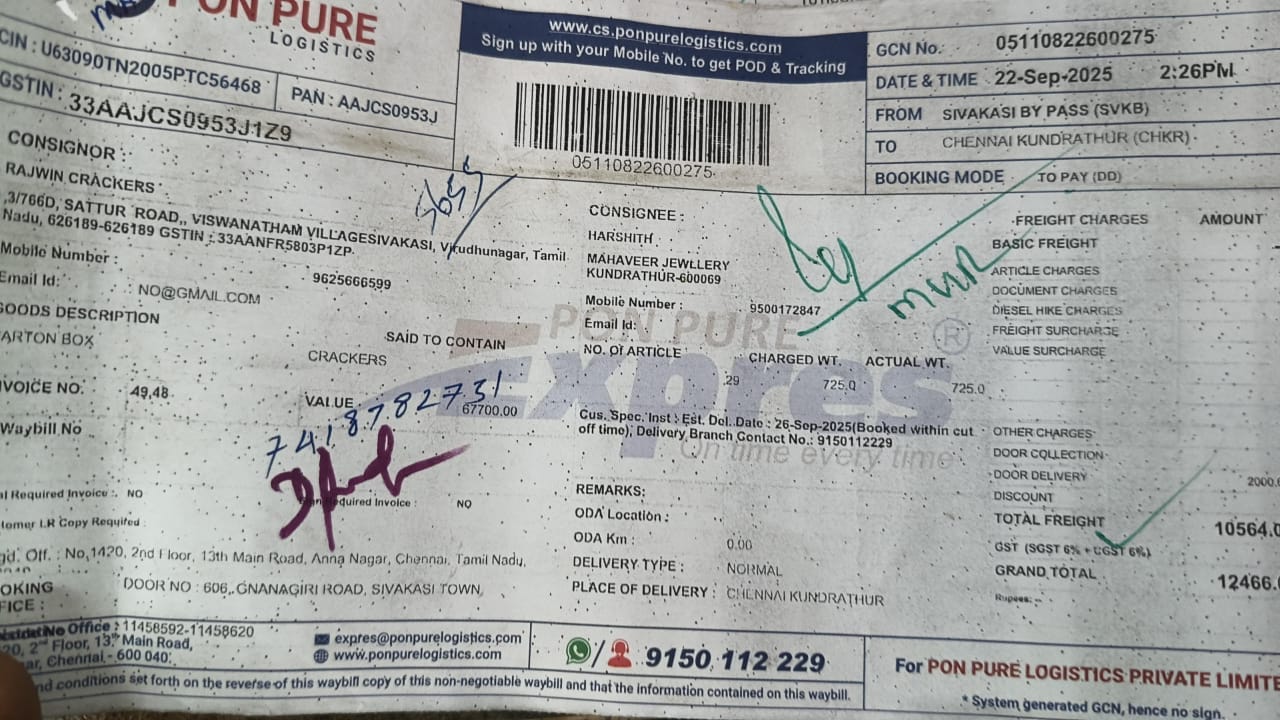 PON PURE
LOGISTICS
CIN : U63090TN2005PTC56468
PAN : AAJCS0953J
GSTIN : 33AAJCS0953J1Z9
www.cs.ponpurelogistics.com
Sign up with your Mobile No. to get POD & Tracking
05110822600275
GCN No. 05110822600275
DATE & TIME 22-Sep-2025 2:26PM
FROM SIVAKASI BY PASS (SVKB)
TO CHENNAI KUNDRATHUR (CHKR)
BOOKING MODE TO PAY (DD)
CONSIGNOR :
RAJWIN CRACKERS
,3/766D, SATTUR ROAD,, VISWANATHAM VILLAGESIVAKASI, Virudhunagar, Tamil
Nadu, 626189-626189 GSTIN : 33AANFR5803P1ZP
Mobile Number : 9625666599
Email Id: NO@GMAIL.COM
GOODS DESCRIPTION
SAID TO CONTAIN
ARTON BOX
CRACKERS
VOICE NO. 49,48
VALUE 67700.00
7418782731
Waybill No
Required Invoice : NO
Required Invoice : NO
tomer LR Copy Required :
gd. Off. : No,1420, 2nd Floor, 13th Main Road, Anna Nagar, Chennai, Tamil Nadu,
OKING
FICE :
DOOR NO : 606,.GNANAGIRI ROAD, SIVAKASI TOWN,
CONSIGNEE :
HARSHITH
MAHAVEER JEWLLERY
KUNDRATHUR-600069
Mobile Number : 9500172847
Email Id:
PON PURE
Expres
On time every time
NO. Of ARTICLE CHARGED WT. ACTUAL WT.
29 725.0 725.0
Cus. Spec. Inst : Est. Del. Date : 26-Sep-2025(Booked within cut
off time), Delivery Branch Contact No.: 9150112229
REMARKS:
ODA Location :
ODA Km : 0.00
DELIVERY TYPE : NORMAL
PLACE OF DELIVERY : CHENNAI KUNDRATHUR
FREIGHT CHARGES AMOUNT
BASIC FREIGHT
ARTICLE CHARGES
DOCUMENT CHARGES
DIESEL HIKE CHARGES
FREIGHT SURCHARGE
VALUE SURCHARGE
OTHER CHARGES
DOOR COLLECTION
DOOR DELIVERY 2000.0
DISCOUNT
TOTAL FREIGHT 10564.0
GST (SGST 6% + CGST 6%)
GRAND TOTAL 12466.
Rupees: --
Office : 11458592-11458620
20, 2nd Floor, 13th Main Road,
ar, Chennai - 600 040.
expres@ponpurelogistics.com
www.ponpurelogistics.com
9150 112 229
nd conditions set forth on the reverse of this waybill copy of this non-negotiable waybill and that the information contained on this waybill.
For PON PURE LOGISTICS PRIVATE LIMITE
* System generated GCN, hence no sign.